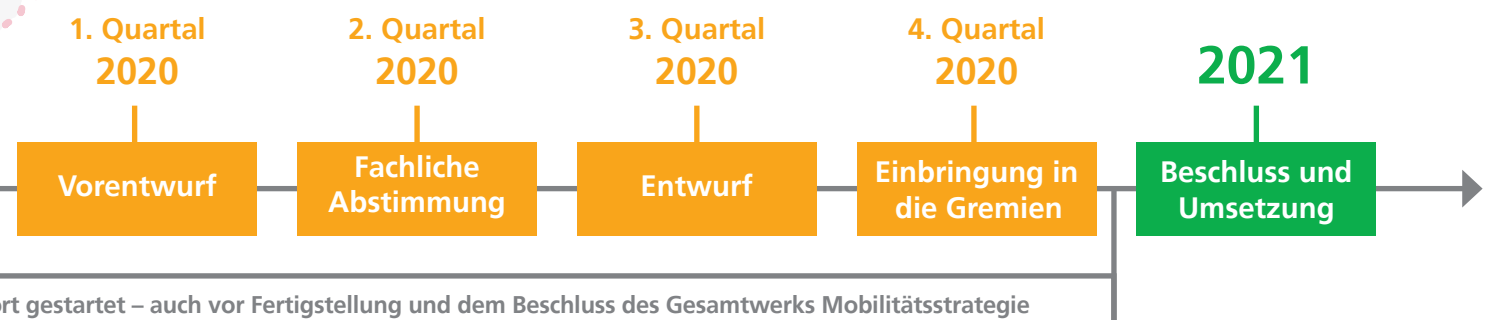 1. Quartal
2020
2. Quartal
2020
3. Quartal
2020
4. Quartal
2020
2021
Vorentwurf
Fachliche
Abstimmung
Entwurf
Einbringung in
die Gremien
Beschluss und
Umsetzung
gestartet – auch vor Fertigstellung und dem Beschluss des Gesamtwerks Mobilitätsstrategie